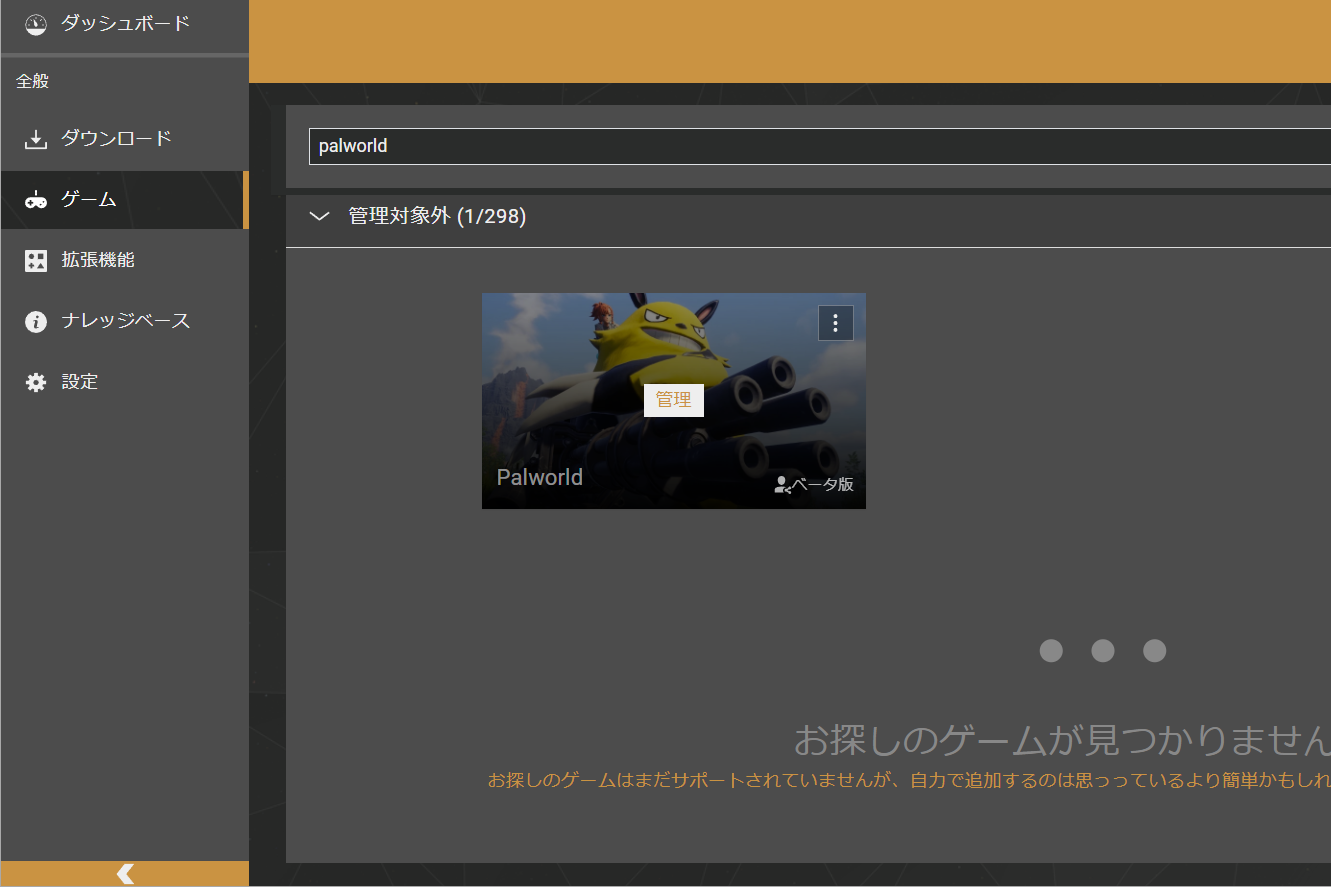 ダッシュボード
全般
ダウンロード
ゲーム
拡張機能
ナレッジベース
設定
palworld
管理対象外 (1/298)
管理
Palworld
ベータ版
お探しのゲームが見つかりません
お探しのゲームはまだサポートされていませんが、自力で追加するのは思っっているより簡単かもしれ